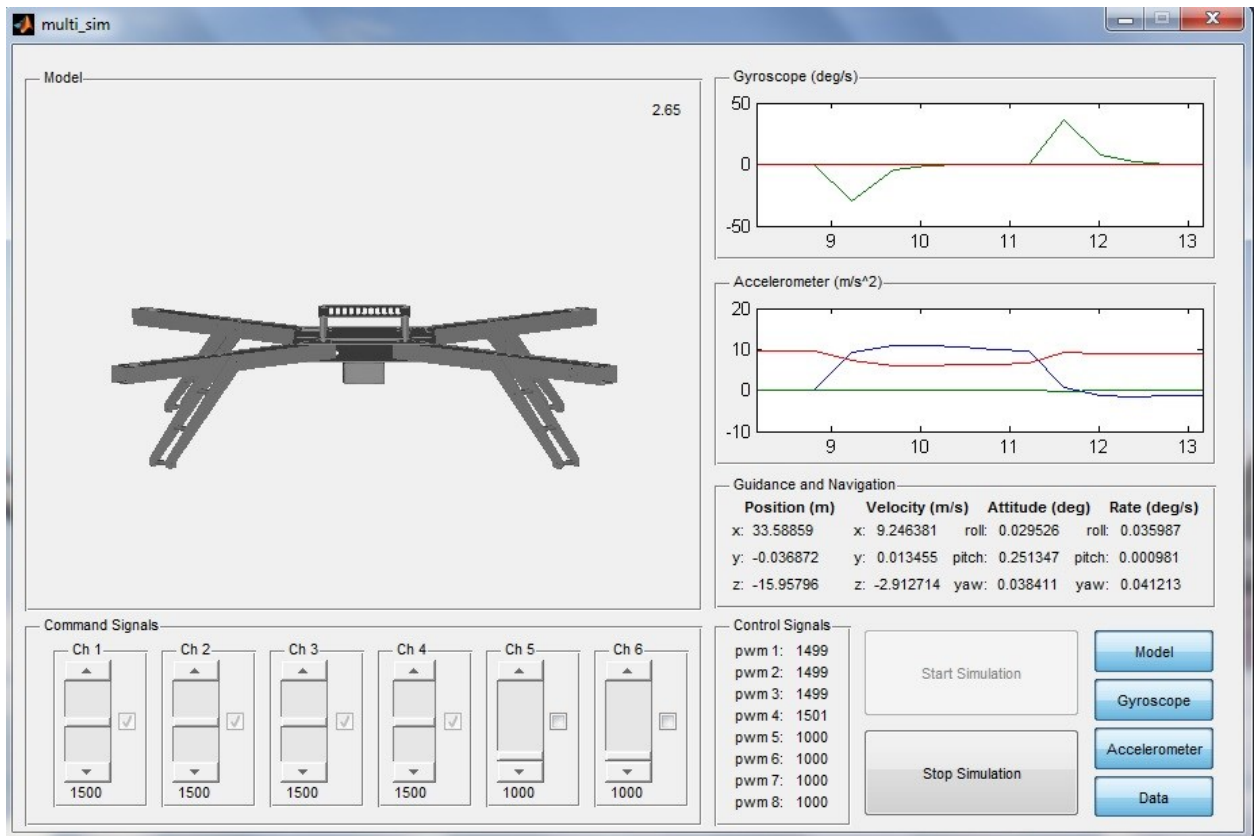 multi_sim
Model
2.65
Gyroscope (deg/s)
50
0
-50
9 10 11 12 13
Accelerometer (m/s^2)
20
10
0
-10
9 10 11 12 13
Guidance and Navigation
Position (m) Velocity (m/s) Attitude (deg) Rate (deg/s)
x: 33.58859 x: 9.246381 roll: 0.029526 roll: 0.035987
y: -0.036872 y: 0.013455 pitch: 0.251347 pitch: 0.000981
z: -15.95796 z: -2.912714 yaw: 0.038411 yaw: 0.041213
Command Signals
Ch 1 Ch 2 Ch 3 Ch 4 Ch 5 Ch 6
1500 1500 1500 1500 1000 1000
Control Signals
pwm 1: 1499
pwm 2: 1499
pwm 3: 1499
pwm 4: 1501
pwm 5: 1000
pwm 6: 1000
pwm 7: 1000
pwm 8: 1000
Start Simulation
Stop Simulation
Model
Gyroscope
Accelerometer
Data